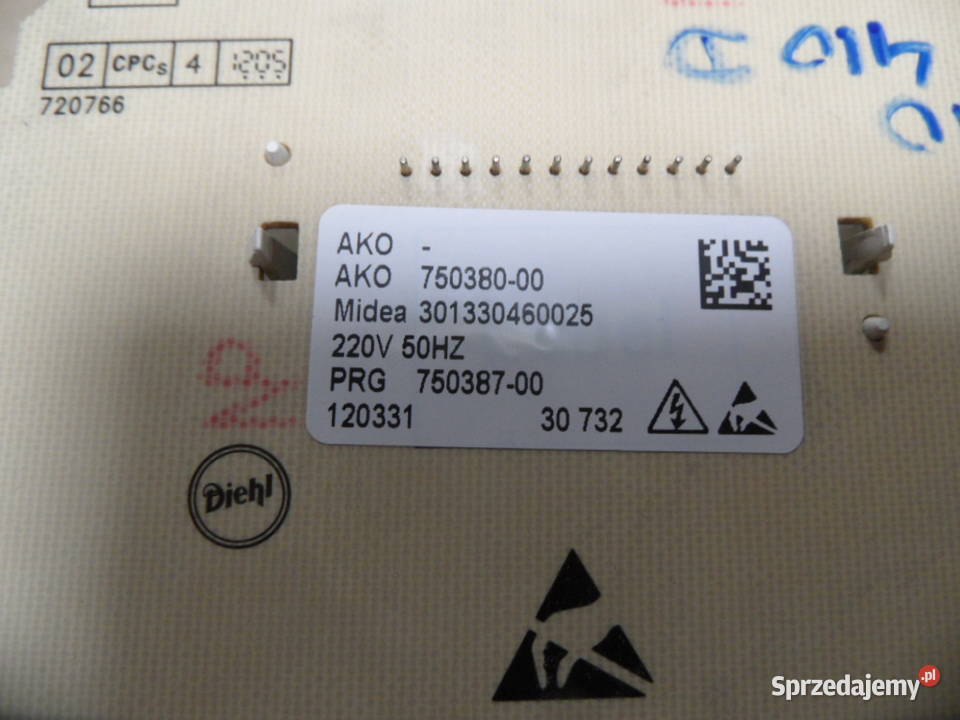 02 CPCs 4 1205
720766
AKO -
AKO 750380-00
Midea 301330460025
220V 50HZ
PRG 750387-00
120331 30 732
Diehl
Sprzedajemy.pl